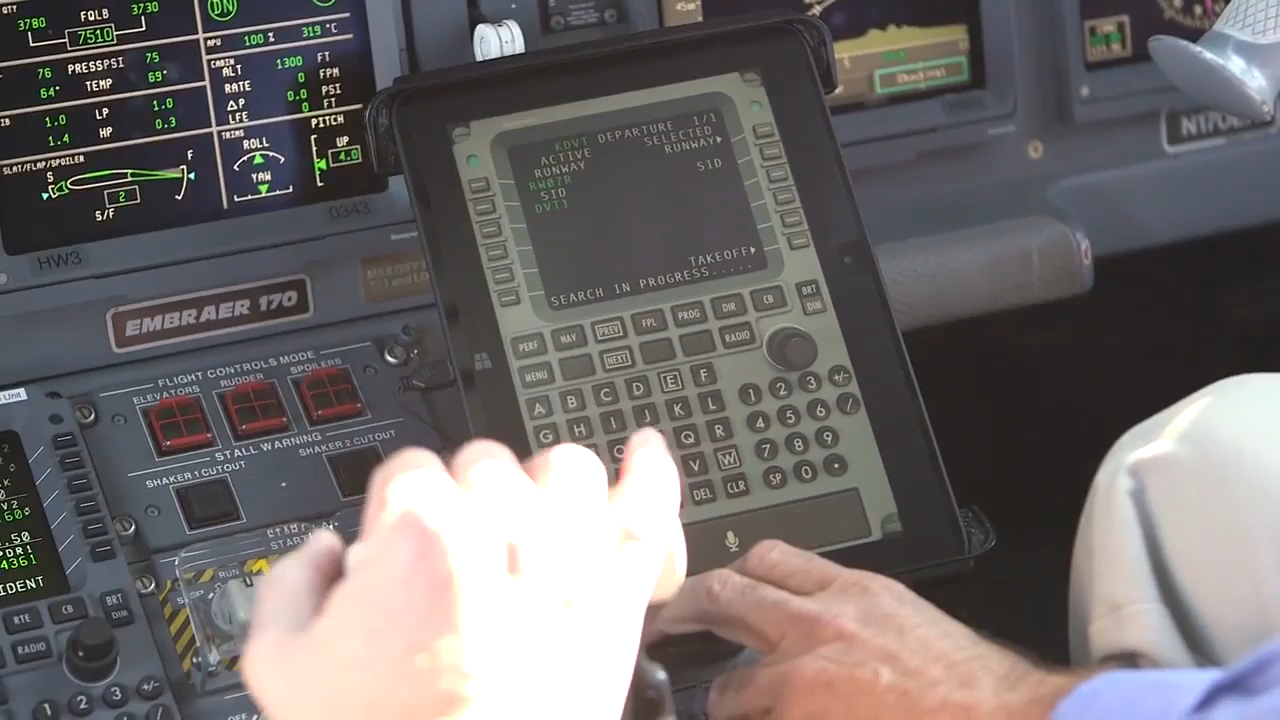 QTY
3780 FQLB 3730
7510
76 PRESSPSI 75
64° TEMP 69°
1.0 LP 1.0
1.4 HP 0.3
SLAT/FLAP/SPOILER
S F
2
S/F
DN
APU 100 % 319 °C
CABIN
ALT 1300 FT
RATE 0 FPM
ΔP 0.0 PSI
LFE 0 FT
TRIMS
ROLL
YAW
PITCH
UP
4.0
0343
HW3
EMBRAER 170
FLIGHT CONTROLS MODE
ELEVATORS RUDDER SPOILERS
STALL WARNING
SHAKER 1 CUTOUT SHAKER 2 CUTOUT
RUN
KDVT DEPARTURE 1/1
ACTIVE SELECTED
RUNWAY RUNWAY
RW07R
SID SID
DVT1
TAKEOFF
SEARCH IN PROGRESS.....
PERF NAV PREV FPL PROG DIR CB BRT DIM
MENU NEXT RADIO
A B C D E F 1 2 3 +/-
G H I J K L 4 5 6 /
Q R 7 8 9 .
V W SP 0
DEL CLR
Unit
4361
IDENT
RTE CB BRT DIM
RADIO
1 2 3 +/-